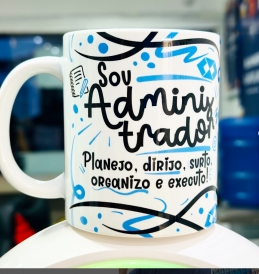 Sou
Adminis
trador
Planejo, dirijo, surto,
organizo e executo!